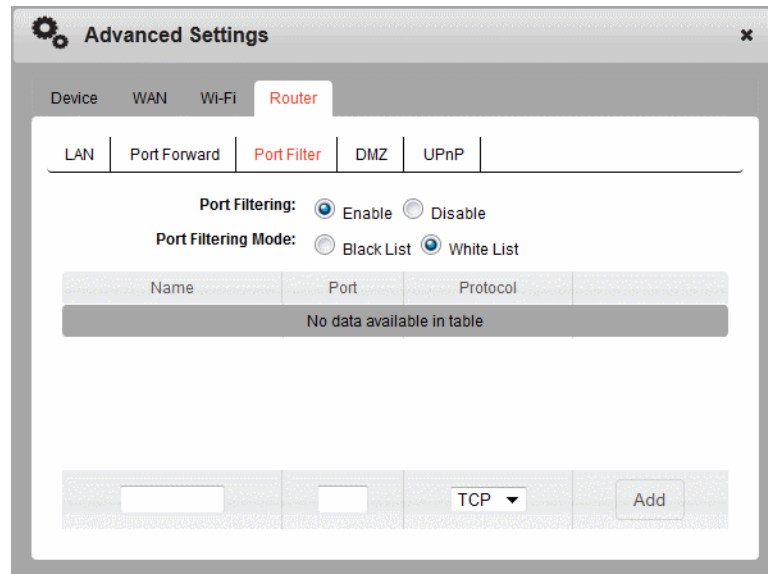 Advanced Settings
Device WAN Wi-Fi Router
LAN Port Forward Port Filter DMZ UPnP
Port Filtering: Enable Disable
Port Filtering Mode: Black List White List
Name Port Protocol
No data available in table
TCP Add